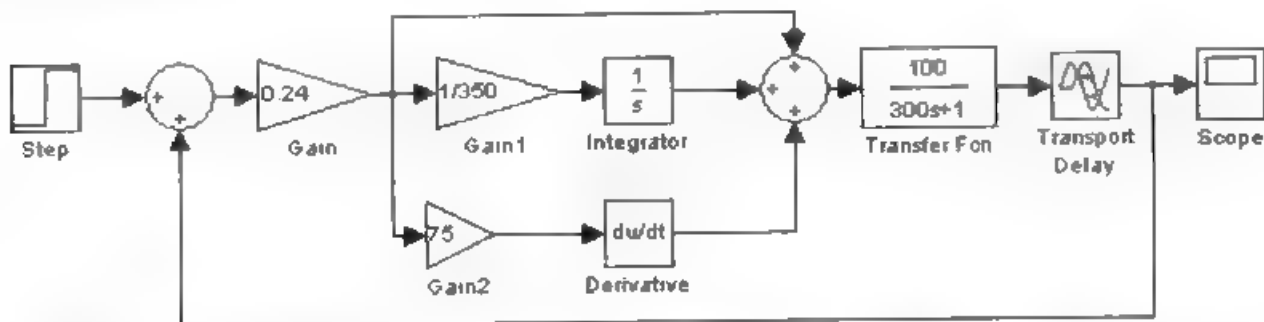 Step
+
+
0.24
Gain
1/350
Gain1
1
s
Integrator
75
Gain2
du/dt
Derivative
+
+
+
100
300s+1
Transfer Fon
Transport
Delay
Scope